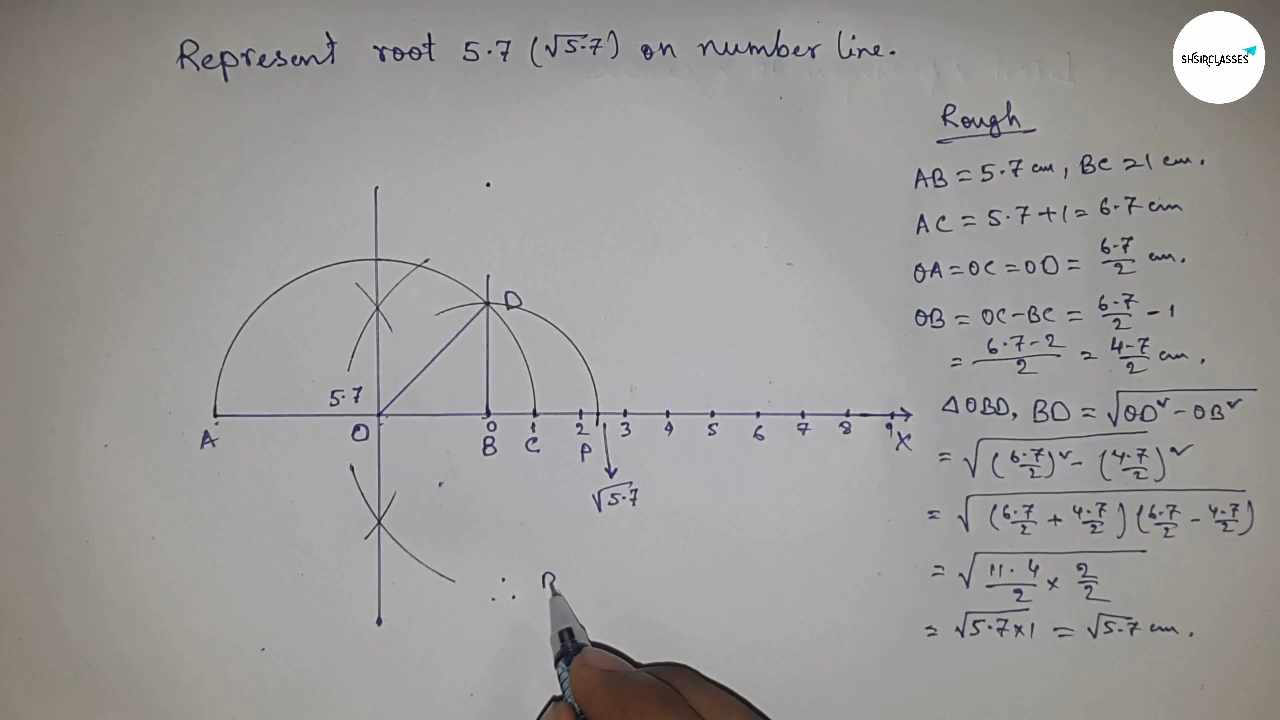 Represent root 5.7 (√5.7) on number line.
SHSIRCLASSES
Rough
AB = 5.7 cm, BC = 1 cm.
AC = 5.7 + 1 = 6.7 cm
OA = OC = OD = 6.7/2 cm.
OB = OC - BC = 6.7/2 - 1
= 6.7-2/2 = 4.7/2 cm.
△OBD, BD = √OD² - OB²
= √(6.7/2)² - (4.7/2)²
= √(6.7/2 + 4.7/2)(6.7/2 - 4.7/2)
= √11.4/2 × 2/2
= √5.7×1 = √5.7 cm.
D
5.7
A O 0 1 2 3 4 5 6 7 8 9 X
B C P
√5.7
∴ B